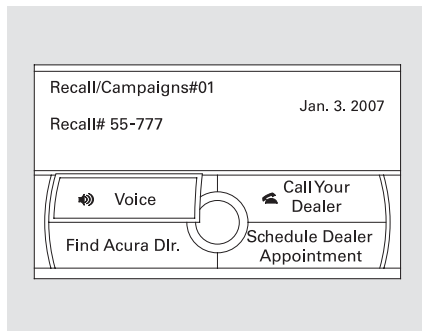 Recall/Campaigns#01
Jan. 3. 2007
Recall# 55-777
Voice
Call Your
Dealer
Find Acura Dlr.
Schedule Dealer
Appointment